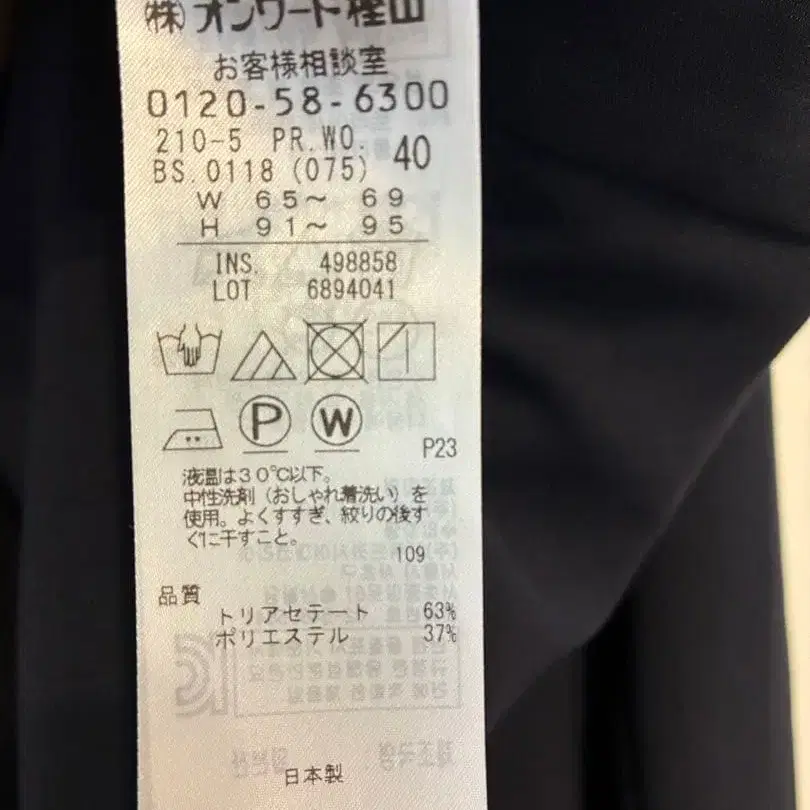 ㈱オンワード樫山
お客様相談室
0120-58-6300
210-5 PR.WO. 40
BS.0118 (075)
W 65～ 69
H 91～ 95
INS. 498858
LOT 6894041
P W
P23
液温は30℃以下。
中性洗剤（おしゃれ着洗い）を
使用。よくすすぎ、絞りの後す
ぐに干すこと。
109
品質
トリアセテート 63%
ポリエステル 37%
日本製